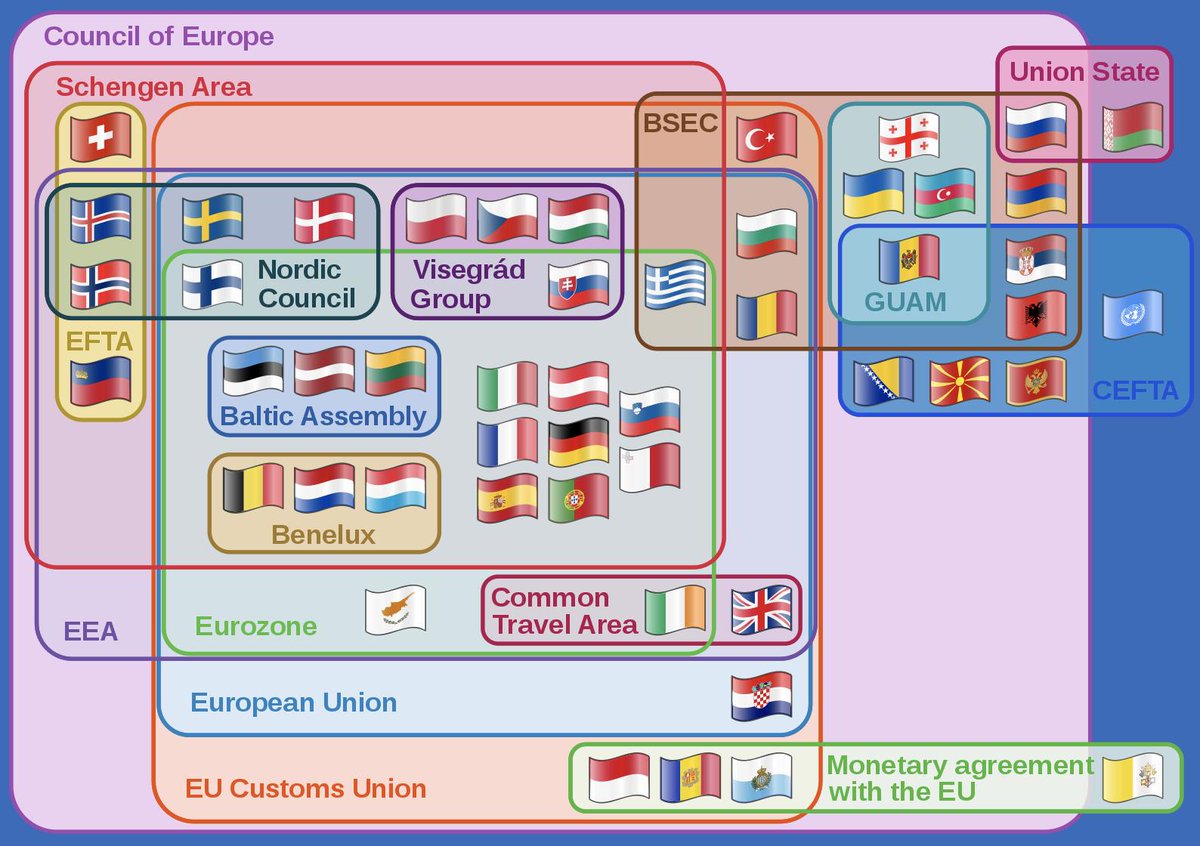 Council of Europe
Schengen Area
Union State
BSEC
Nordic
Council
Visegrád
Group
GUAM
EFTA
CEFTA
Baltic Assembly
Benelux
Common
Travel Area
Eurozone
EEA
European Union
EU Customs Union
Monetary agreement
with the EU